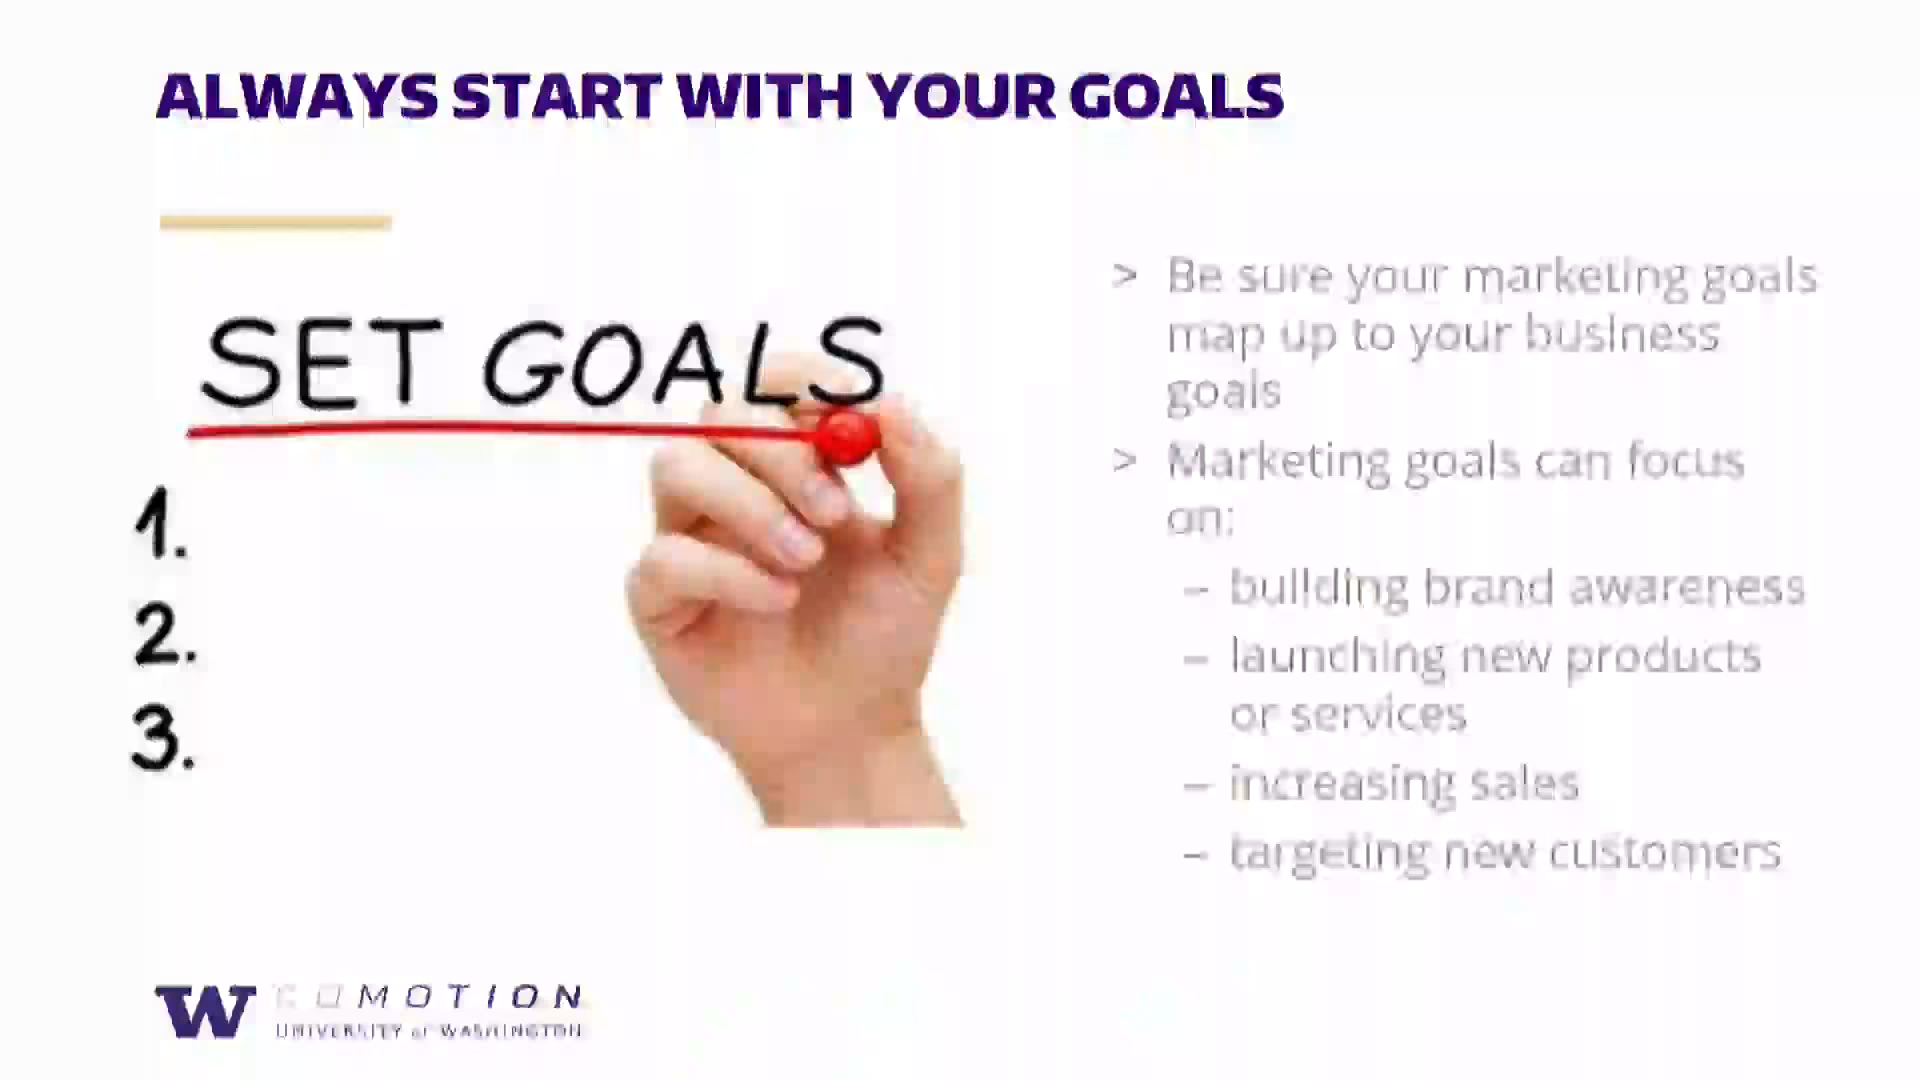 ALWAYS START WITH YOUR GOALS
SET GOALS
1.
2.
3.
> Be sure your marketing goals
map up to your business
goals
> Marketing goals can focus
on:
– building brand awareness
– launching new products
or services
– increasing sales
– targeting new customers
W COMOTION
UNIVERSITY of WASHINGTON